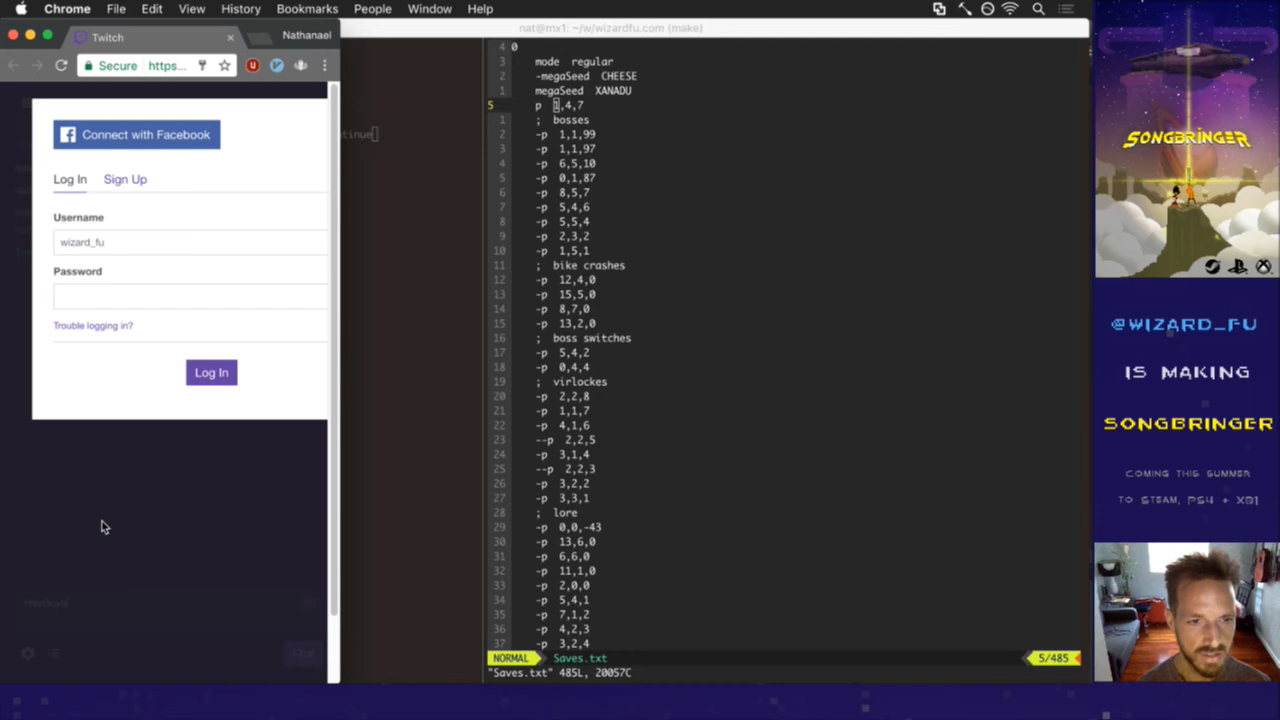 Chrome File Edit View History Bookmarks People Window Help
Twitch
Nathanael
Secure https...
Connect with Facebook
Log In Sign Up
Username
wizard_fu
Password
Trouble logging in?
Log In
HeyGuys
Chat
nat@mx1: ~/w/wizardfu.com (make)
4 0
3 mode regular
2 -megaSeed CHEESE
1 megaSeed XANADU
5 p 1,4,7
1 ; bosses
2 -p 1,1,99
3 -p 1,1,97
4 -p 6,5,10
5 -p 0,1,87
6 -p 8,5,7
7 -p 5,4,6
8 -p 5,5,4
9 -p 2,3,2
10 -p 1,5,1
11 ; bike crashes
12 -p 12,4,0
13 -p 15,5,0
14 -p 8,7,0
15 -p 13,2,0
16 ; boss switches
17 -p 5,4,2
18 -p 0,4,4
19 ; virlockes
20 -p 2,2,8
21 -p 1,1,7
22 -p 4,1,6
23 --p 2,2,5
24 -p 3,1,4
25 --p 2,2,3
26 -p 3,2,2
27 -p 3,3,1
28 ; lore
29 -p 0,0,-43
30 -p 13,6,0
31 -p 6,6,0
32 -p 11,1,0
33 -p 2,0,0
34 -p 5,4,1
35 -p 7,1,2
36 -p 4,2,3
37 -p 3,2,4
NORMAL Saves.txt 5/485
"Saves.txt" 485L, 20057C
SONGBRINGER
@WIZARD_FU
IS MAKING
SONGBRINGER
COMING THIS SUMMER
TO STEAM, PS4 + XB1